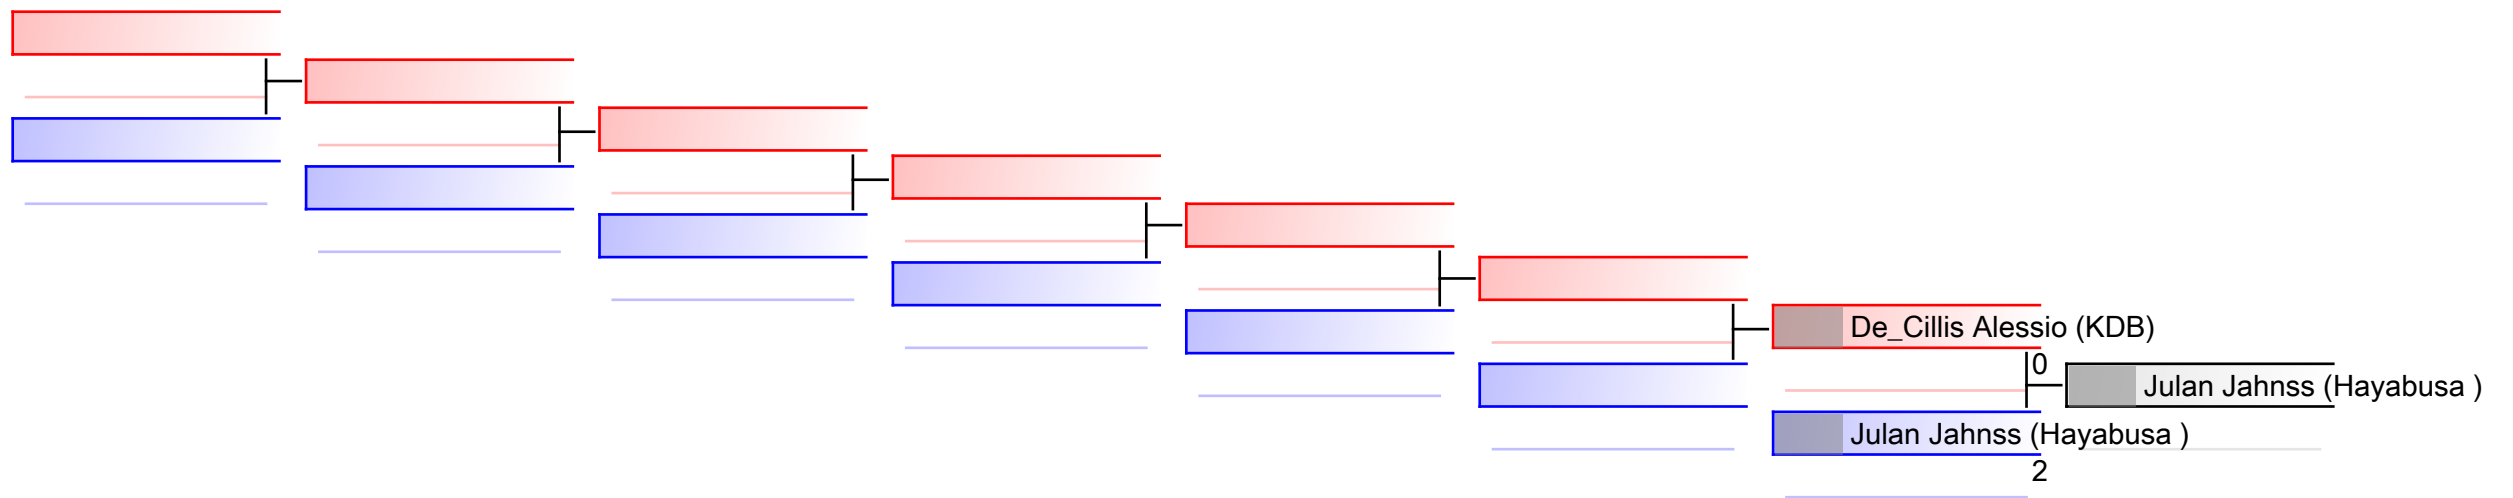 De_Cillis Alessio (KDB)
0
Julan Jahnss (Hayabusa )
Julan Jahnss (Hayabusa )
2